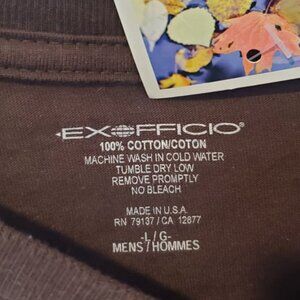 EXOFFICIO®
100% COTTON/COTON
MACHINE WASH IN COLD WATER
TUMBLE DRY LOW
REMOVE PROMPTLY
NO BLEACH
MADE IN U.S.A.
RN 79137 / CA 12877
-L / G-
MENS / HOMMES